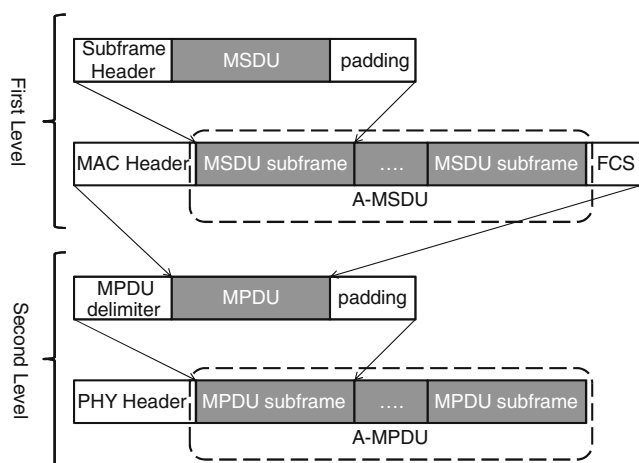 First Level
Subframe
Header
MSDU
padding
MAC Header
MSDU subframe
....
MSDU subframe
FCS
A-MSDU
Second Level
MPDU
delimiter
MPDU
padding
PHY Header
MPDU subframe
....
MPDU subframe
A-MPDU